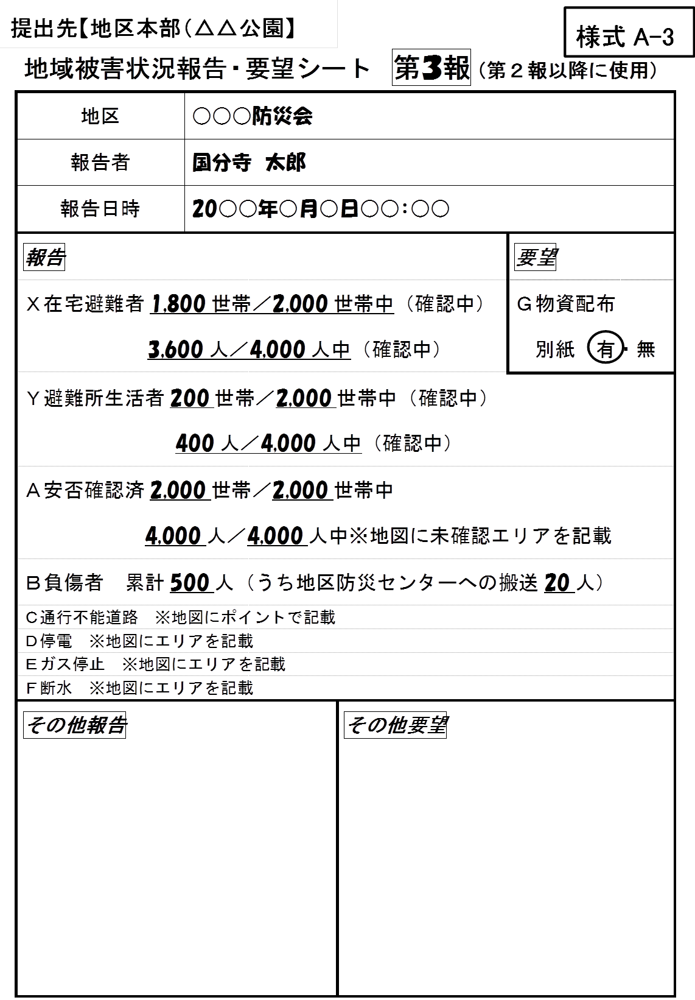 提出先【地区本部（△△公園】
様式 A-3
地域被害状況報告・要望シート 第3報（第２報以降に使用）
地区 ○○○防災会
報告者 国分寺 太郎
報告日時 20○○年○月○日○○：○○
報告
要望
Ｘ在宅避難者 1,800 世帯／2,000 世帯中（確認中）
Ｇ物資配布
3,600 人／4,000 人中（確認中）
別紙 有・無
Ｙ避難所生活者 200 世帯／2,000 世帯中（確認中）
400 人／4,000 人中（確認中）
Ａ安否確認済 2,000 世帯／2,000 世帯中
4,000 人／4,000 人中※地図に未確認エリアを記載
Ｂ負傷者 累計 500 人（うち地区防災センターへの搬送 20 人）
Ｃ通行不能道路 ※地図にポイントで記載
Ｄ停電 ※地図にエリアを記載
Ｅガス停止 ※地図にエリアを記載
Ｆ断水 ※地図にエリアを記載
その他報告
その他要望